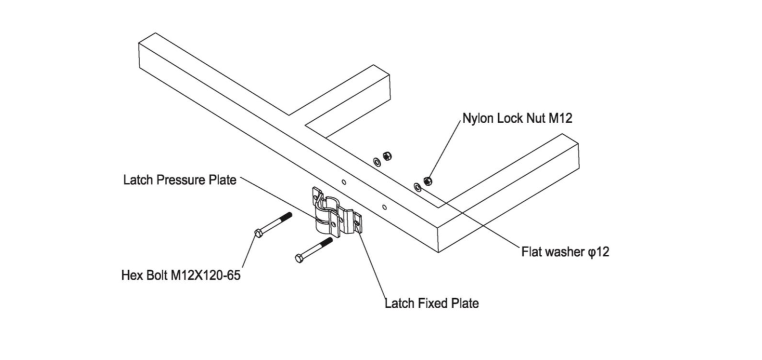 Nylon Lock Nut M12
Latch Pressure Plate
Flat washer φ12
Hex Bolt M12X120-65
Latch Fixed Plate